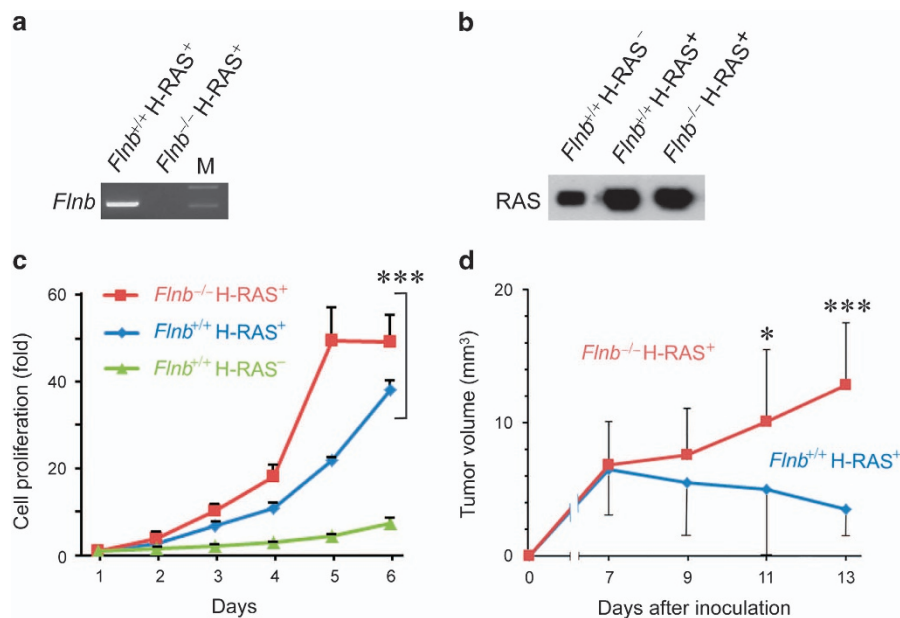 a
Flnb+/+ H-RAS+
Flnb−/− H-RAS+
M
Flnb
b
Flnb+/+ H-RAS−
Flnb+/+ H-RAS+
Flnb−/− H-RAS+
RAS
c
***
Flnb−/− H-RAS+
Flnb+/+ H-RAS+
Flnb+/+ H-RAS−
Cell proliferation (fold)
60
40
20
0
1 2 3 4 5 6
Days
d
Tumor volume (mm³)
20
10
0
* ***
Flnb−/− H-RAS+
Flnb+/+ H-RAS+
0 7 9 11 13
Days after inoculation